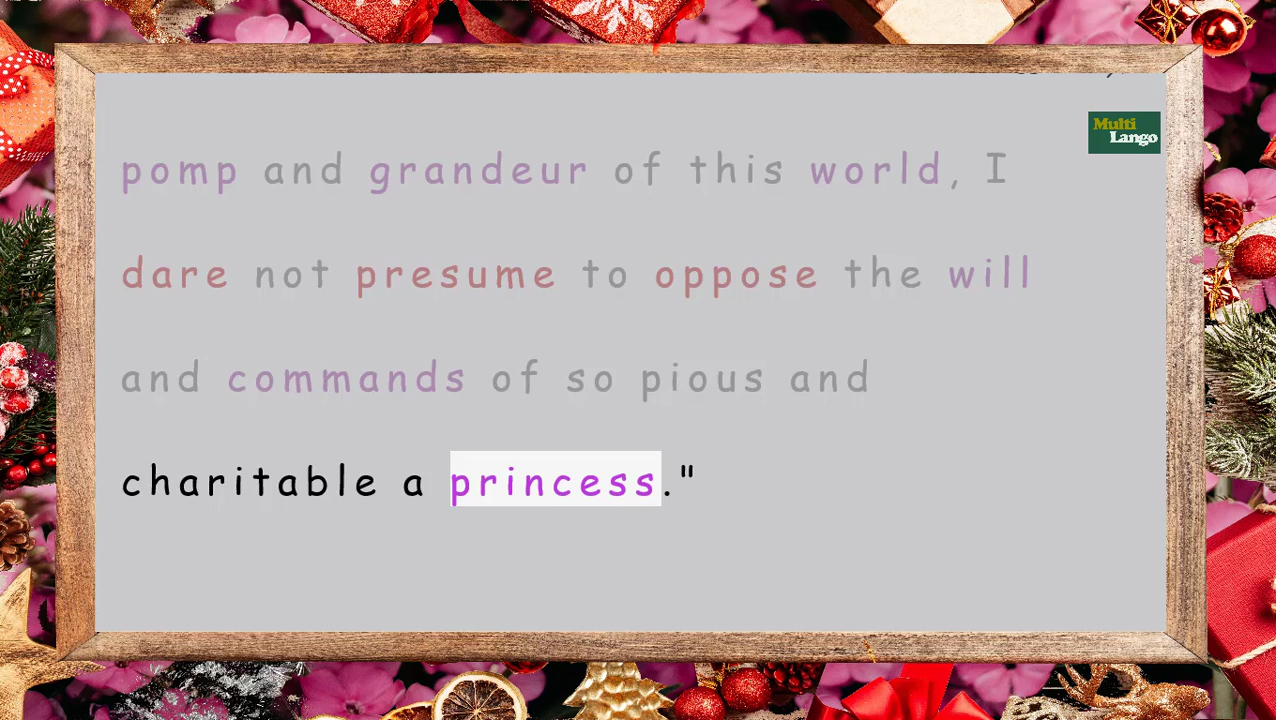 Multi
Lango
pomp and grandeur of this world, I
dare not presume to oppose the will
and commands of so pious and
charitable a princess."